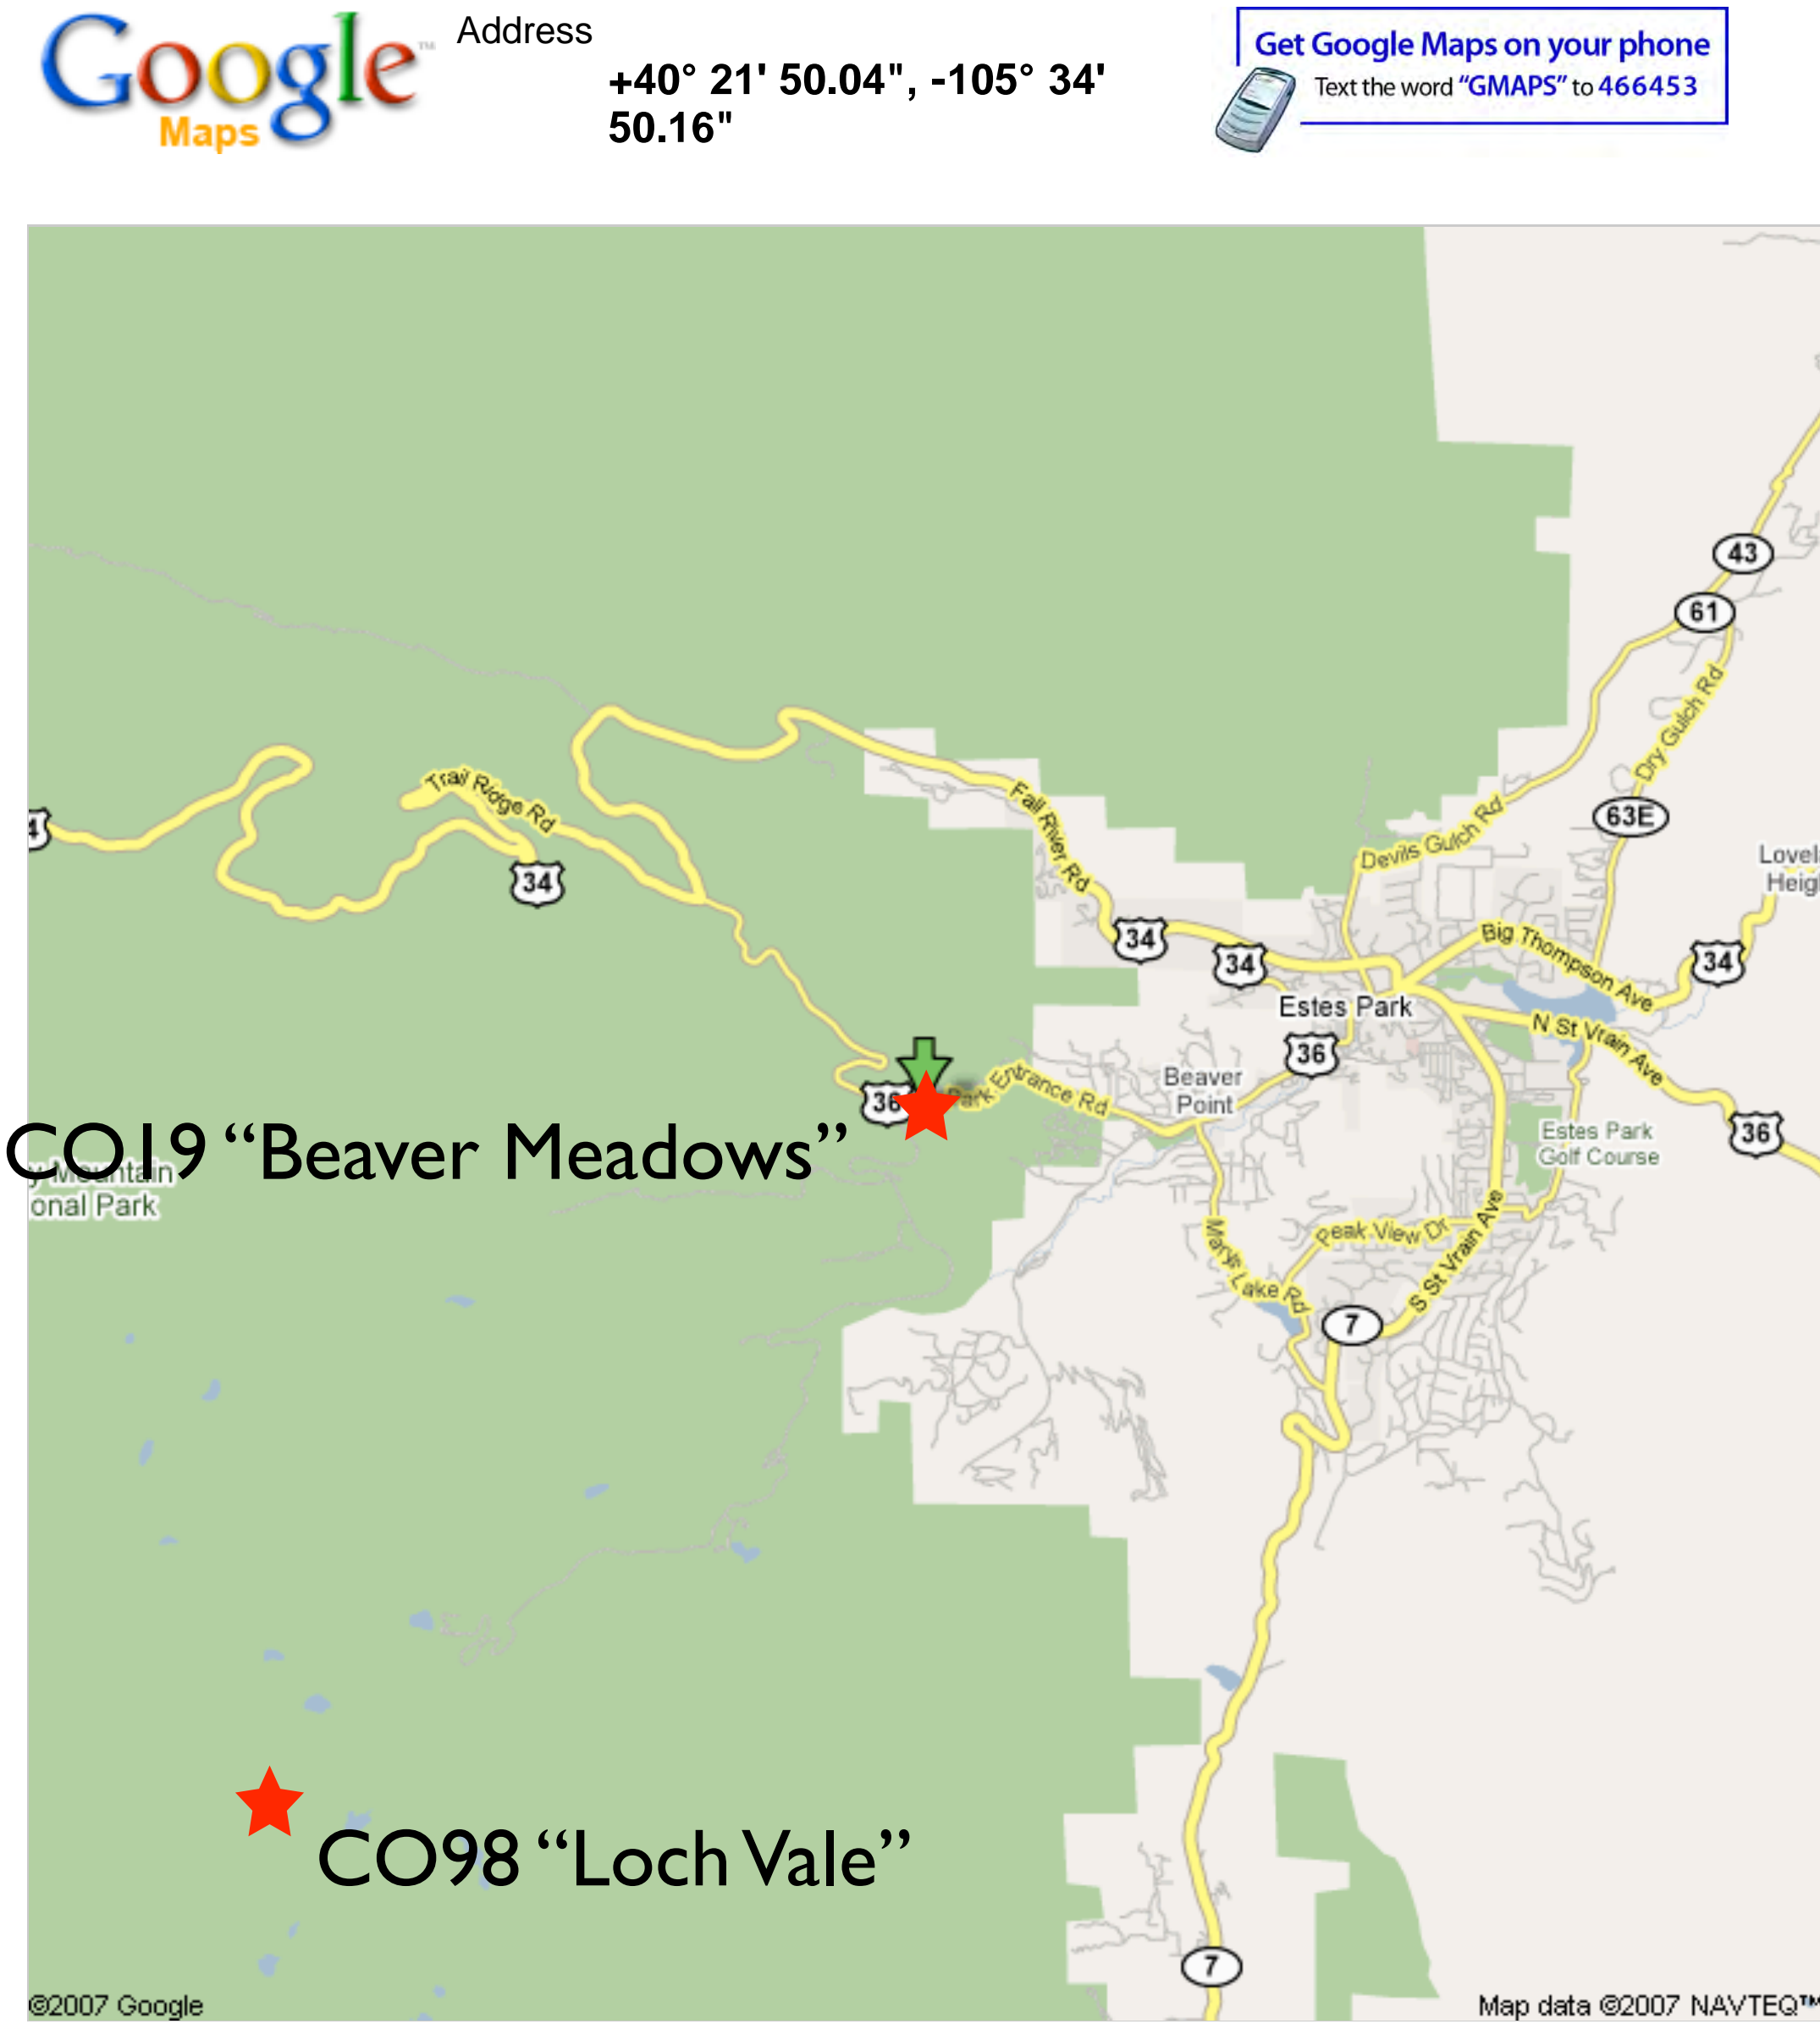 Google™
Maps
Address
+40° 21' 50.04", -105° 34'
50.16"
Get Google Maps on your phone
Text the word “GMAPS” to 466453
43
61
Dry Gulch Rd
Trail Ridge Rd
4
34
Fall River Rd
63E
Devils Gulch Rd
Lovel
Heig
34
34
Big Thompson Ave
34
Estes Park
N St Vrain Ave
36
Beaver
Point
Park Entrance Rd
36
36
CO19 “Beaver Meadows”
y Mountain
onal Park
Estes Park
Golf Course
Marys Lake Rd
Peak View Dr
S St Vrain Ave
7
CO98 “Loch Vale”
7
©2007 Google
Map data ©2007 NAVTEQ™